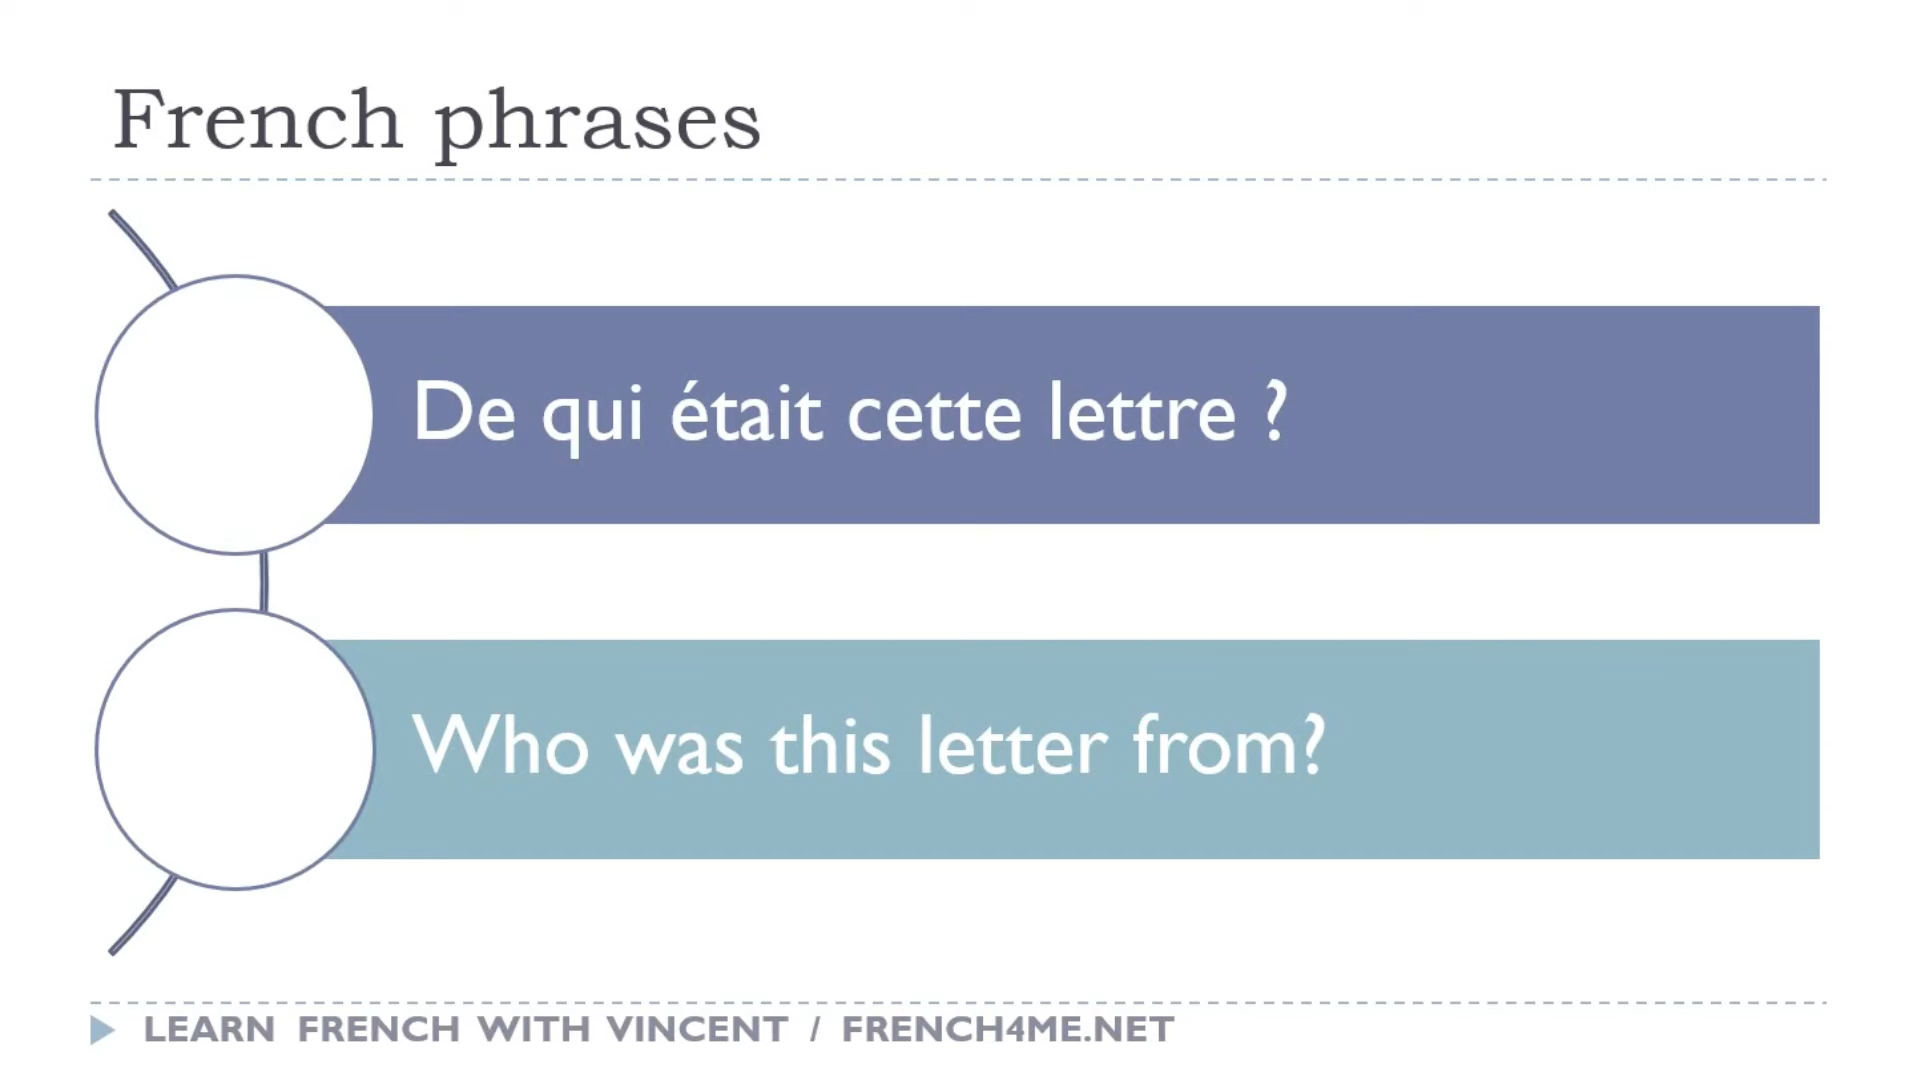 French phrases
De qui était cette lettre ?
Who was this letter from?
LEARN FRENCH WITH VINCENT / FRENCH4ME.NET